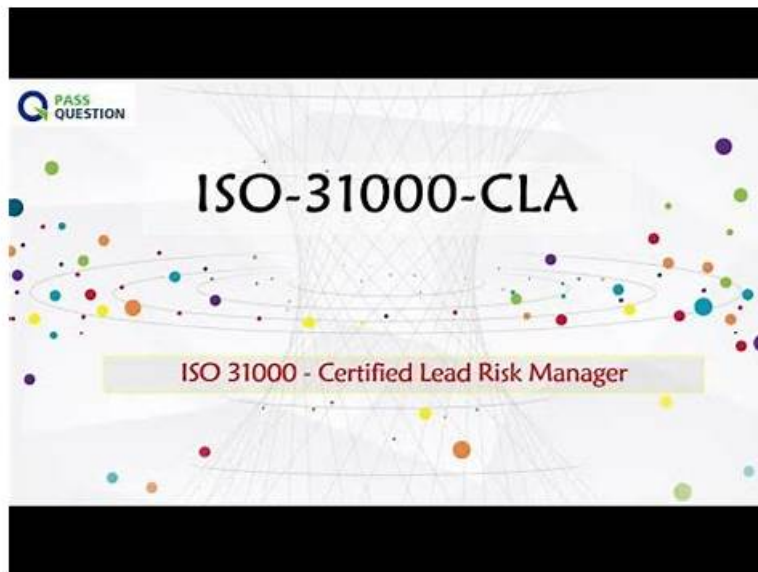 PASS
QUESTION
ISO-31000-CLA
ISO 31000 - Certified Lead Risk Manager